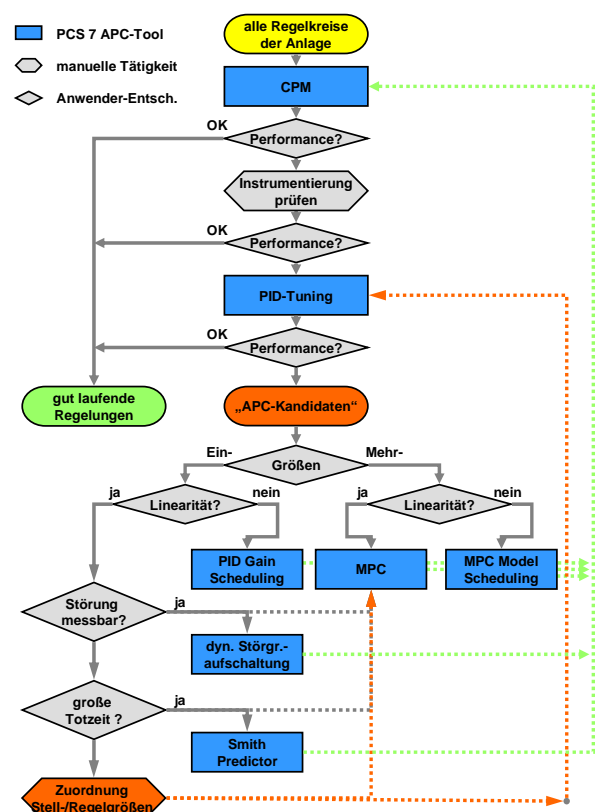 alle Regelkreise
der Anlage
PCS 7 APC-Tool
manuelle Tätigkeit
Anwender-Entsch.
CPM
OK
Performance?
Instrumentierung
prüfen
OK
Performance?
PID-Tuning
OK
Performance?
gut laufende
Regelungen
„APC-Kandidaten“
Ein-
Größen
Mehr-
ja
Linearität?
nein
ja
Linearität?
nein
PID Gain
Scheduling
MPC
MPC Model
Scheduling
Störung
messbar?
ja
dyn. Störgr.-
aufschaltung
große
Totzeit ?
ja
Smith
Predictor
Zuordnung
Stell-/Regelgrößen